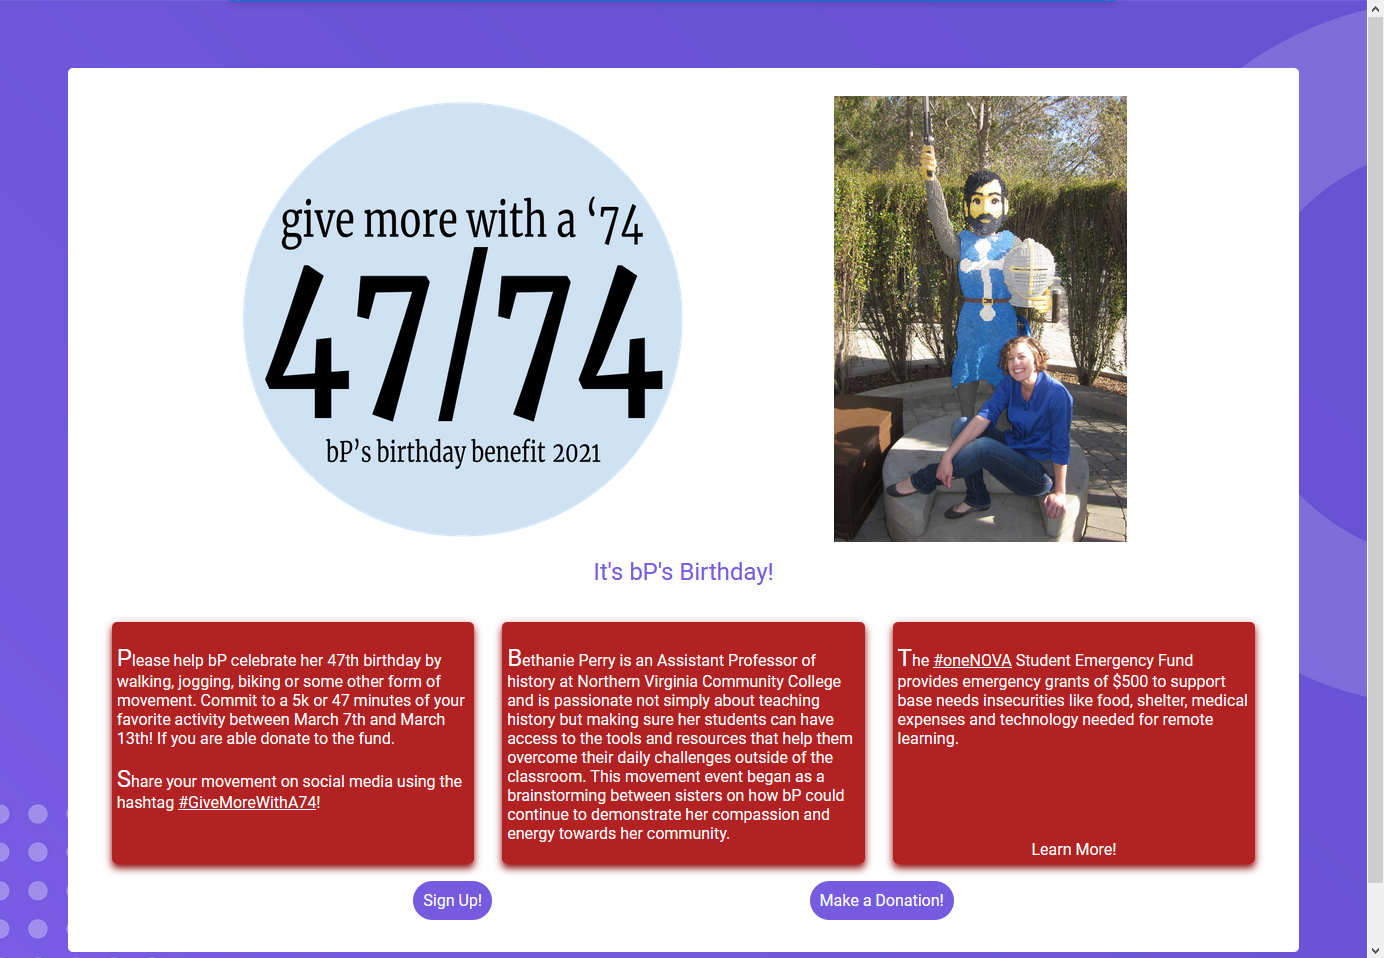 give more with a ‘74
47/74
bP’s birthday benefit 2021
It's bP's Birthday!
Please help bP celebrate her 47th birthday by
walking, jogging, biking or some other form of
movement. Commit to a 5k or 47 minutes of your
favorite activity between March 7th and March
13th! If you are able donate to the fund.
Share your movement on social media using the
hashtag #GiveMoreWithA74!
Bethanie Perry is an Assistant Professor of
history at Northern Virginia Community College
and is passionate not simply about teaching
history but making sure her students can have
access to the tools and resources that help them
overcome their daily challenges outside of the
classroom. This movement event began as a
brainstorming between sisters on how bP could
continue to demonstrate her compassion and
energy towards her community.
The #oneNOVA Student Emergency Fund
provides emergency grants of $500 to support
base needs insecurities like food, shelter, medical
expenses and technology needed for remote
learning.
Learn More!
Sign Up!
Make a Donation!